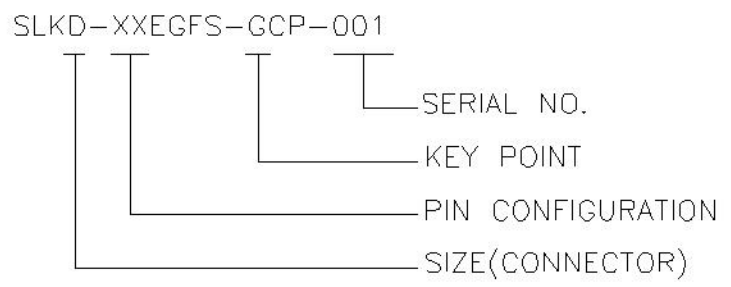 SLKD-XXEGFS-GCP-001
SERIAL NO.
KEY POINT
PIN CONFIGURATION
SIZE(CONNECTOR)